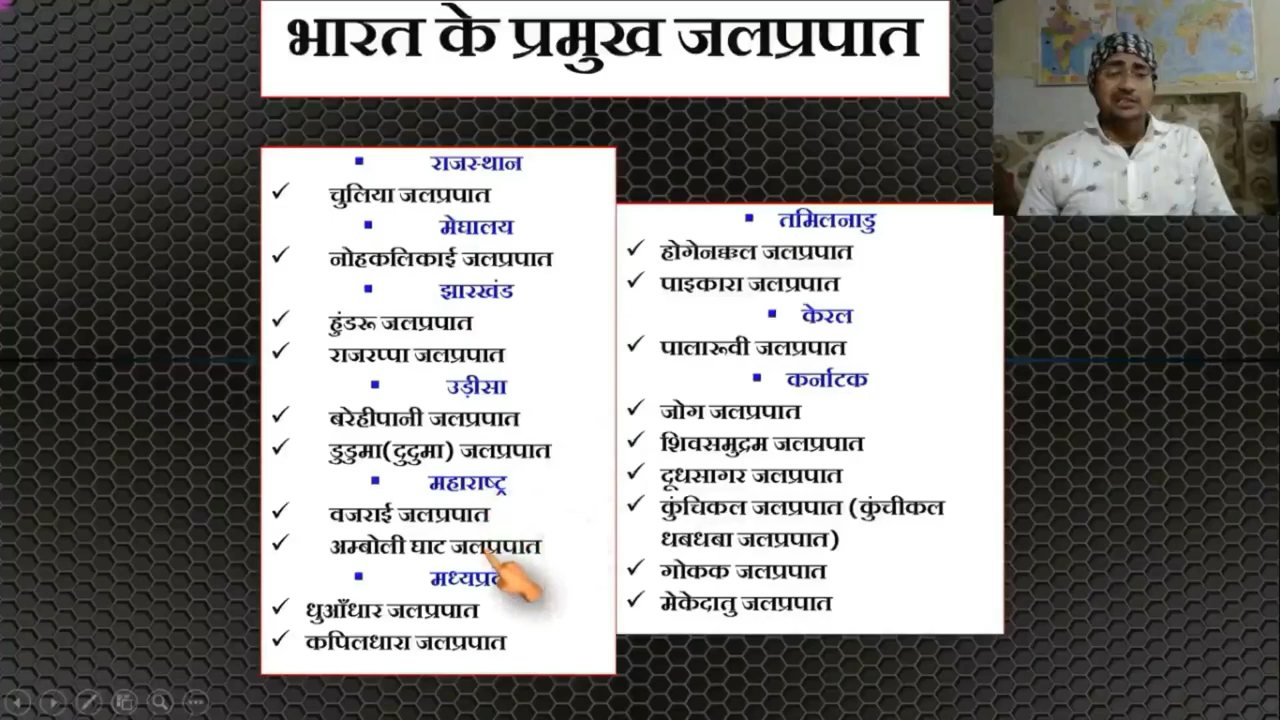 भारत के प्रमुख जलप्रपात
राजस्थान
चुलिया जलप्रपात
मेघालय
नोहकलिकाई जलप्रपात
झारखंड
हुंडरू जलप्रपात
राजरप्पा जलप्रपात
उड़ीसा
बरेहीपानी जलप्रपात
डुडुमा(दुदुमा) जलप्रपात
महाराष्ट्र
वजराई जलप्रपात
अम्बोली घाट जलप्रपात
धुआँधार जलप्रपात
कपिलधारा जलप्रपात
तमिलनाडु
होगेनक्कल जलप्रपात
पाइकारा जलप्रपात
केरल
पालारूवी जलप्रपात
कर्नाटक
जोग जलप्रपात
शिवसमुद्रम जलप्रपात
दूधसागर जलप्रपात
कुंचिकल जलप्रपात (कुंचीकल
धबधबा जलप्रपात)
गोकक जलप्रपात
मेकेदातु जलप्रपात